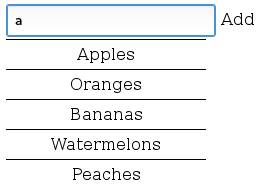 a Add
Apples
Oranges
Bananas
Watermelons
Peaches